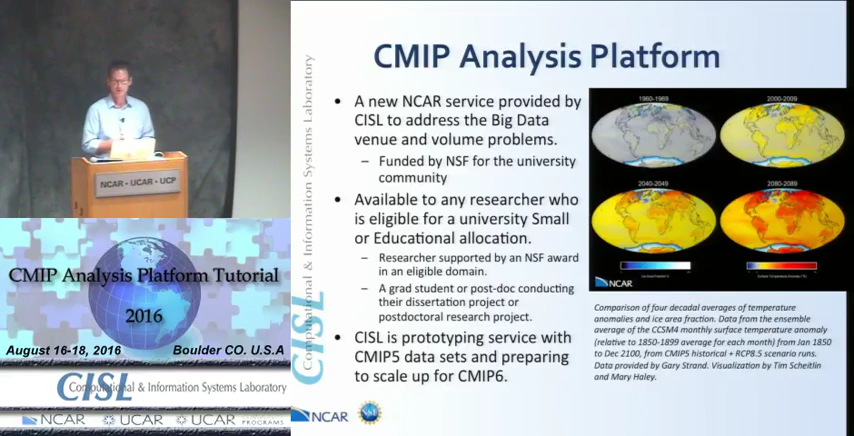 NCAR • UCAR • UCP
CMIP Analysis Platform Tutorial
2016
August 16-18, 2016 Boulder CO. U.S.A
CISL
Computational & Information Systems Laboratory
NCAR UCAR UCAR PROGRAMS
CISL
Computational & Information Systems Laboratory
CMIP Analysis Platform
• A new NCAR service provided by
CISL to address the Big Data
venue and volume problems.
– Funded by NSF for the university
community
• Available to any researcher who
is eligible for a university Small
or Educational allocation.
– Researcher supported by an NSF award
in an eligible domain.
– A grad student or post-doc conducting
their dissertation project or
postdoctoral research project.
• CISL is prototyping service with
CMIP5 data sets and preparing
to scale up for CMIP6.
1960-1969 2000-2009
2040-2049 2080-2089
NCAR
Comparison of four decadal averages of temperature
anomalies and ice area fraction. Data from the ensemble
average of the CCSM4 monthly surface temperature anomaly
(relative to 1850-1899 average for each month) from Jan 1850
to Dec 2100, from CMIP5 historical + RCP8.5 scenario runs.
Data provided by Gary Strand. Visualization by Tim Scheitlin
and Mary Haley.
NCAR
NSF